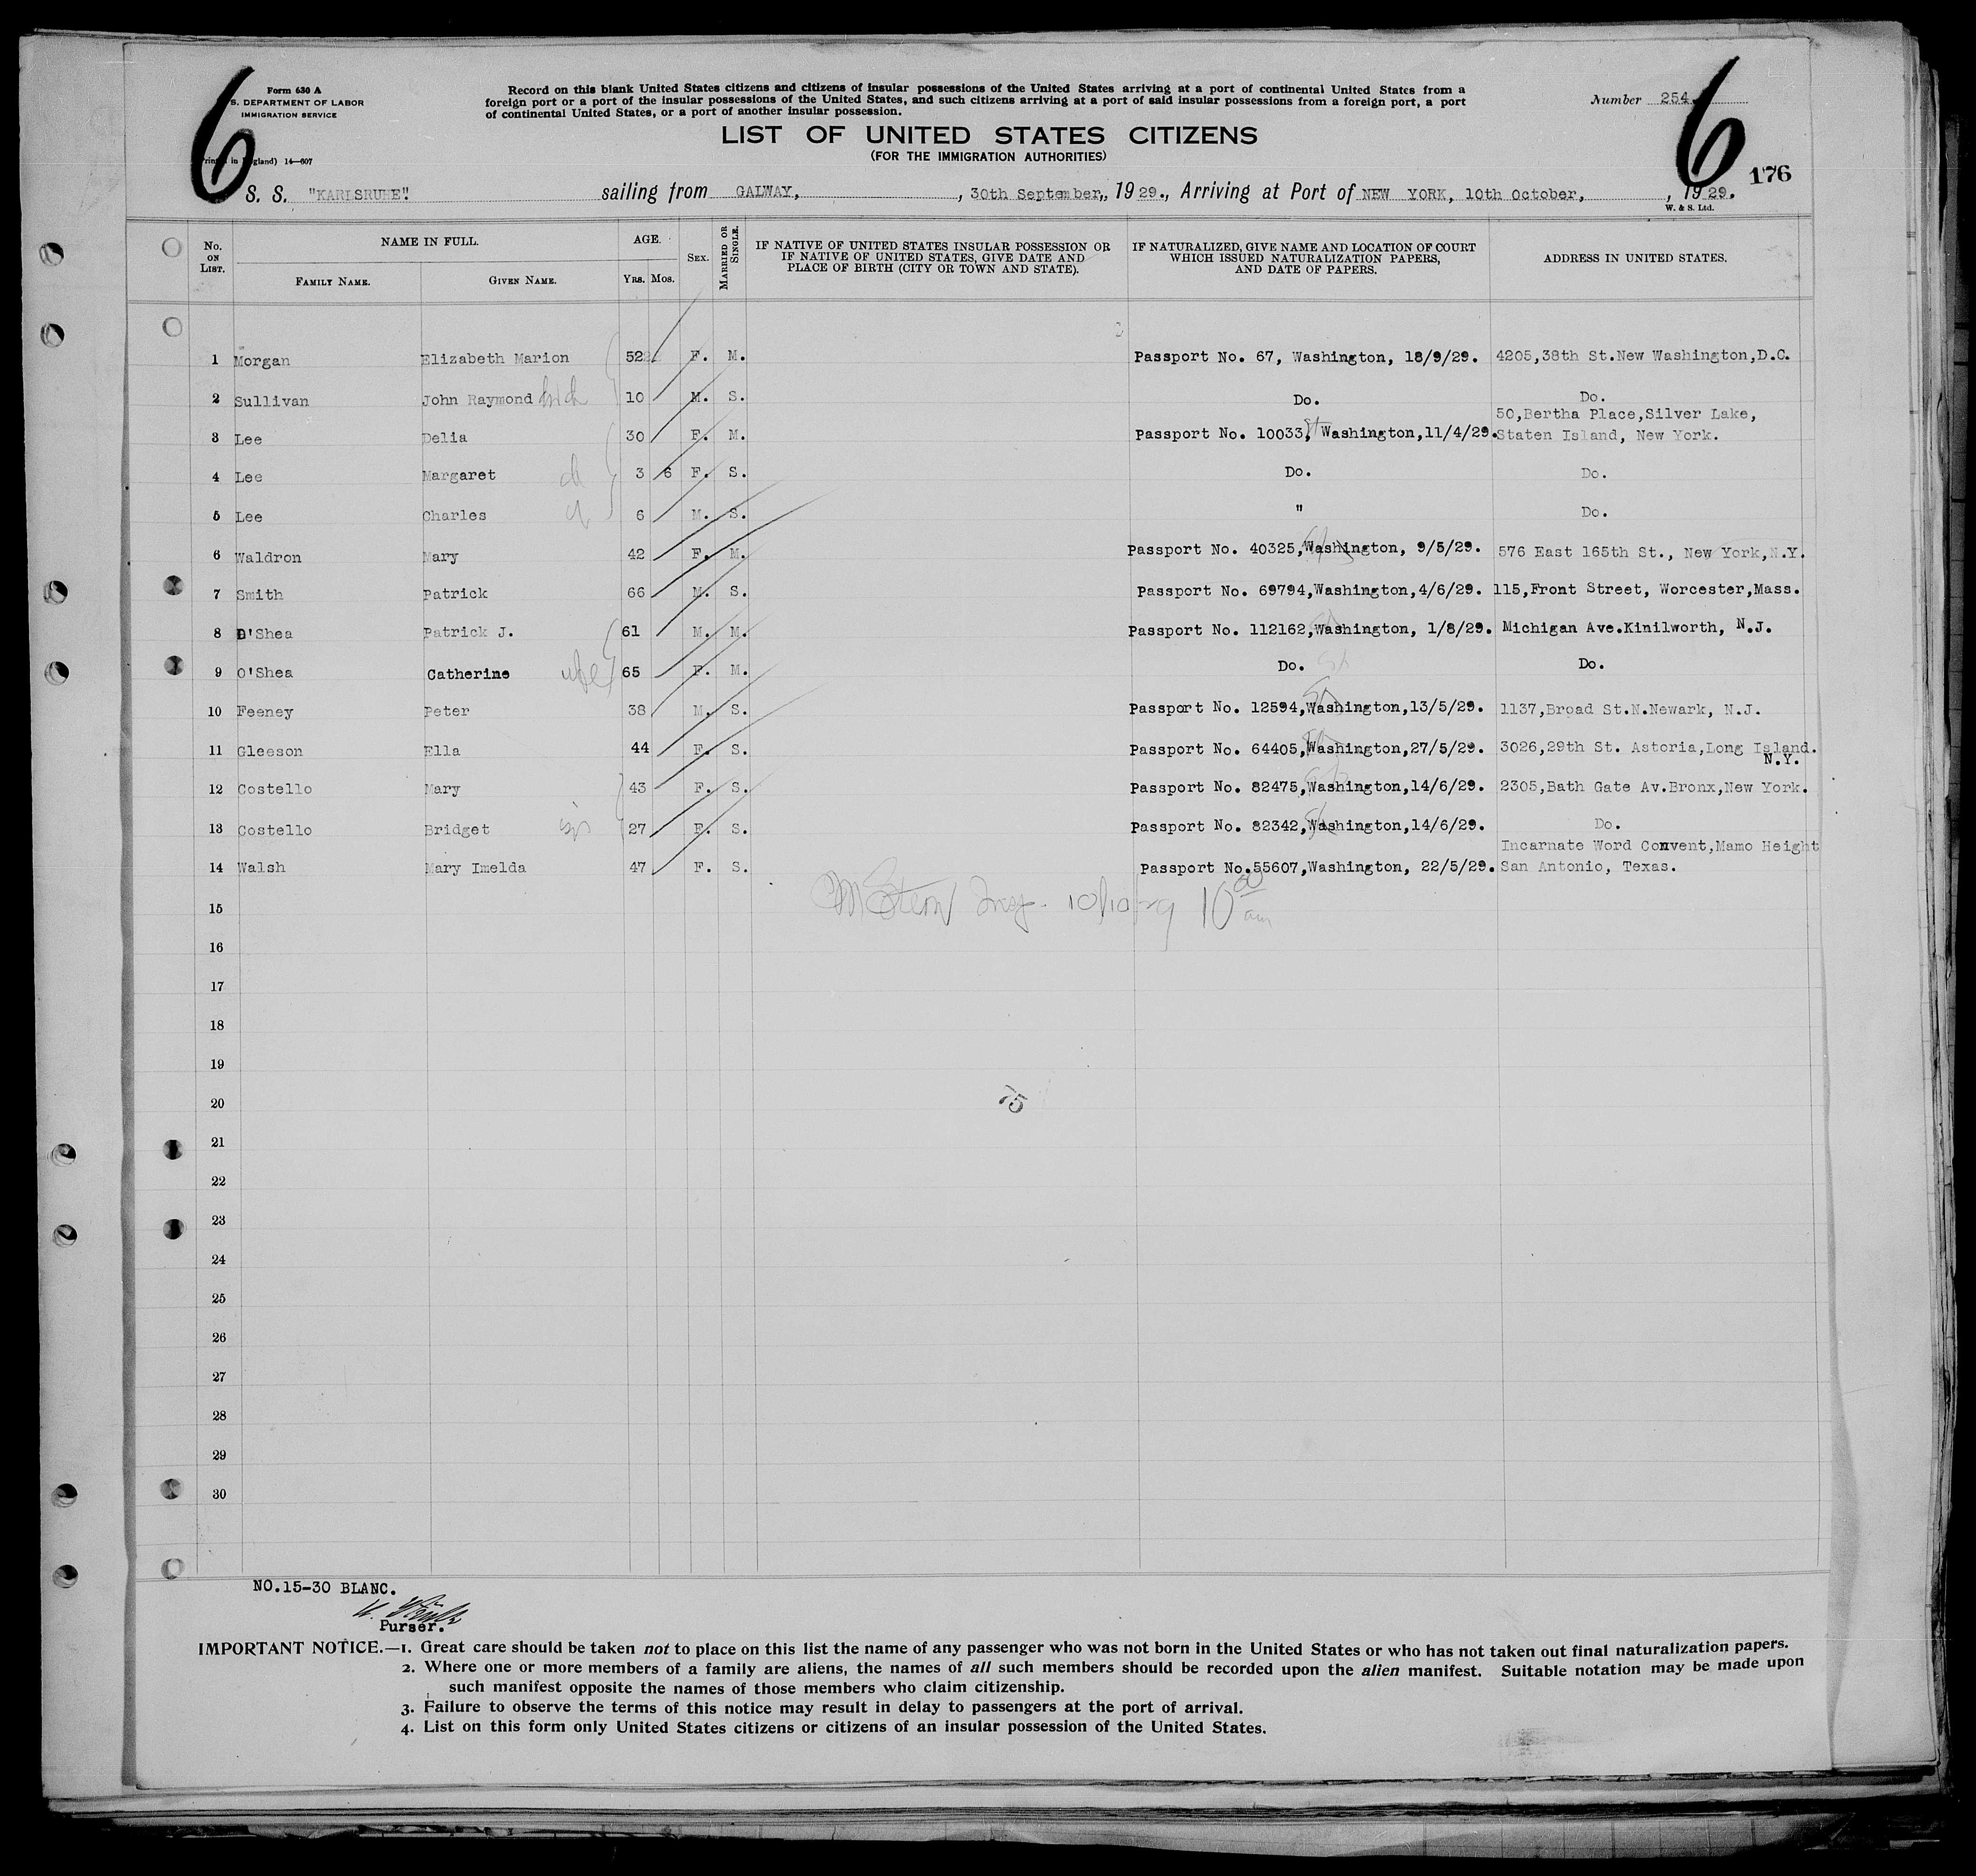 6
6
Form 630 A
S. DEPARTMENT OF LABOR
IMMIGRATION SERVICE
in England) 14—607
Record on this blank United States citizens and citizens of insular possessions of the United States arriving at a port of continental United States from a
foreign port or a port of the insular possessions of the United States, and such citizens arriving at a port of said insular possessions from a foreign port, a port
of continental United States, or a port of another insular possession.
Number 254
LIST OF UNITED STATES CITIZENS
(FOR THE IMMIGRATION AUTHORITIES)
176
S. S. "KARLSRUHE" sailing from GALWAY, , 30th September,, 19 29., Arriving at Port of NEW YORK, 10th October, , 19 29.
W. & S. Ltd.
No. ON LIST. NAME IN FULL. FAMILY NAME. GIVEN NAME. AGE. YRS. MOS. SEX. MARRIED OR SINGLE. IF NATIVE OF UNITED STATES INSULAR POSSESSION OR IF NATIVE OF UNITED STATES, GIVE DATE AND PLACE OF BIRTH (CITY OR TOWN AND STATE). IF NATURALIZED, GIVE NAME AND LOCATION OF COURT WHICH ISSUED NATURALIZATION PAPERS, AND DATE OF PAPERS. ADDRESS IN UNITED STATES.
1 Morgan Elizabeth Marion 52 F. M. Passport No. 67, Washington, 18/9/29. 4205,38th St.New Washington,D.C.
2 Sullivan John Raymond 10 M. S. Do. Do.
3 Lee Delia 30 F. M. Passport No. 10033, Washington,11/4/29. 50,Bertha Place,Silver Lake,
Staten Island, New York.
4 Lee Margaret ch 3 6 F. S. Do. Do.
5 Lee Charles ch 6 M. S. " Do.
6 Waldron Mary 42 F. M. Passport No. 40325,Washington, 9/5/29. 576 East 165th St., New York,N.Y.
7 Smith Patrick 66 M. S. Passport No. 69794,Washington,4/6/29. 115,Front Street, Worcester,Mass.
8 O'Shea Patrick J. 61 M. M. Passport No. 112162,Washington, 1/8/29. Michigan Ave.Kinilworth, N.J.
9 O'Shea Catherine wife 65 F. M. Do. Do.
10 Feeney Peter 38 M. S. Passport No. 12594,Washington,13/5/29. 1137,Broad St.N.Newark, N.J.
11 Gleeson Ella 44 F. S. Passport No. 64405,Washington,27/5/29. 3026,29th St. Astoria,Long Island.
N.Y.
12 Costello Mary 43 F. S. Passport No. 82475,Washington,14/6/29. 2305,Bath Gate Av.Bronx,New York.
13 Costello Bridget sis 27 F. S. Passport No. 82342,Washington,14/6/29. Do.
14 Walsh Mary Imelda 47 F. S. Passport No.55607,Washington, 22/5/29. Incarnate Word Convent,Mamo Height
San Antonio, Texas.
Insp. 10/10/29 10 00 am
15
16
17
18
19
20
75
21
22
23
24
25
26
27
28
29
30
NO.15-30 BLANC.
Purser.
IMPORTANT NOTICE.—1. Great care should be taken not to place on this list the name of any passenger who was not born in the United States or who has not taken out final naturalization papers.
2. Where one or more members of a family are aliens, the names of all such members should be recorded upon the alien manifest. Suitable notation may be made upon
such manifest opposite the names of those members who claim citizenship.
3. Failure to observe the terms of this notice may result in delay to passengers at the port of arrival.
4. List on this form only United States citizens or citizens of an insular possession of the United States.